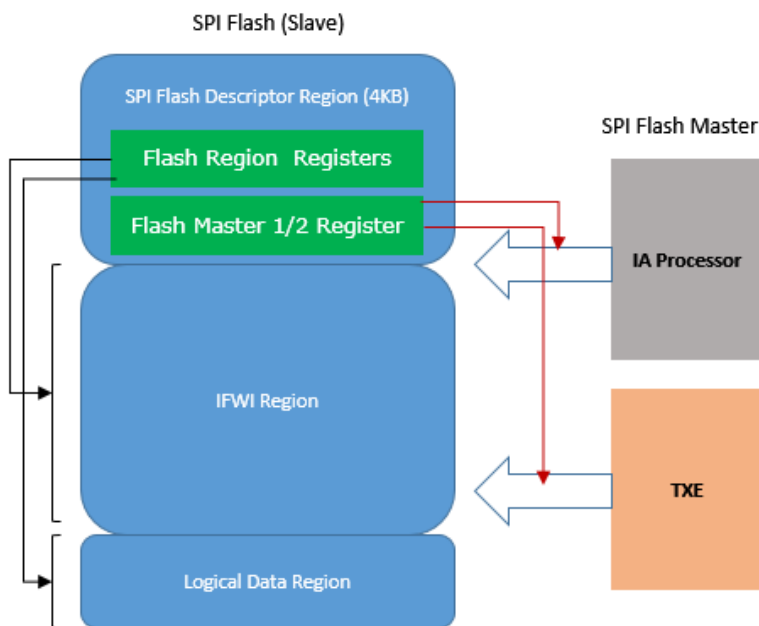 SPI Flash (Slave)
SPI Flash Descriptor Region (4KB)
Flash Region Registers
Flash Master 1/2 Register
IFWI Region
Logical Data Region
SPI Flash Master
IA Processor
TXE